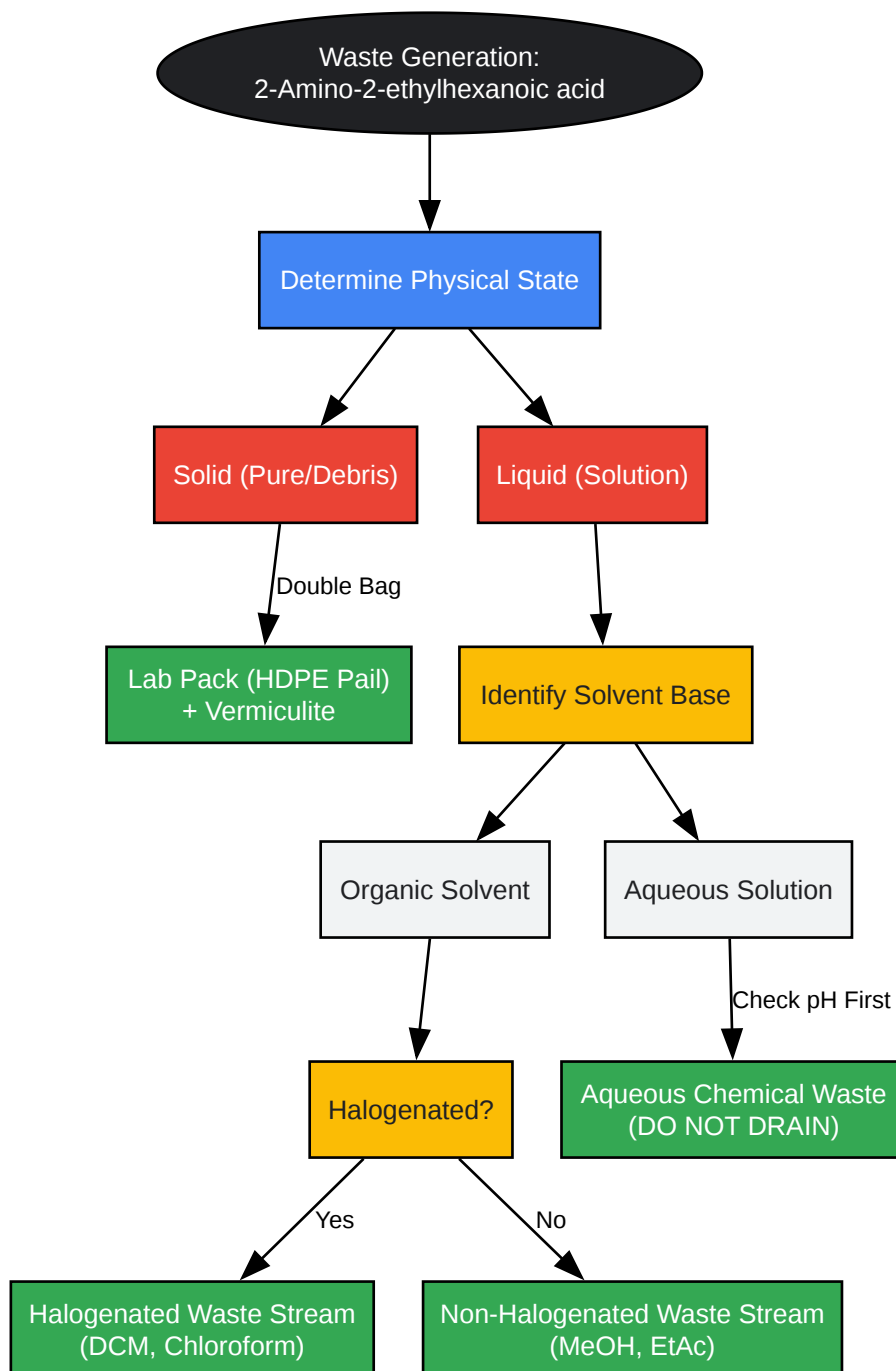 Waste Generation:
2-Amino-2-ethylhexanoic acid
Determine Physical State
Solid (Pure/Debris)
Liquid (Solution)
Double Bag
Lab Pack (HDPE Pail)
+ Vermiculite
Identify Solvent Base
Organic Solvent
Aqueous Solution
Check pH First
Halogenated?
Aqueous Chemical Waste
(DO NOT DRAIN)
Yes
No
Halogenated Waste Stream
(DCM, Chloroform)
Non-Halogenated Waste Stream
(MeOH, EtAc)